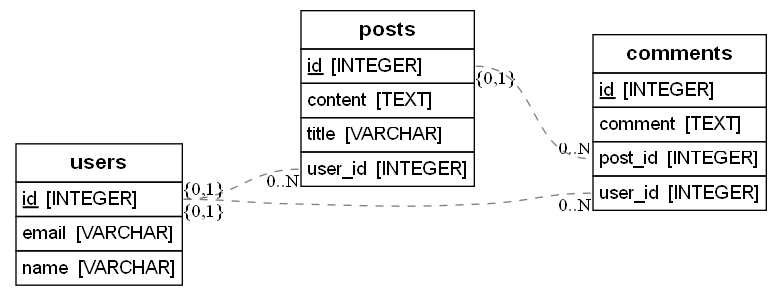 users
id [INTEGER]
email [VARCHAR]
name [VARCHAR]
{0,1}
0..N
{0,1}
0..N
posts
id [INTEGER]
content [TEXT]
title [VARCHAR]
user_id [INTEGER]
{0,1}
0..N
comments
id [INTEGER]
comment [TEXT]
post_id [INTEGER]
user_id [INTEGER]